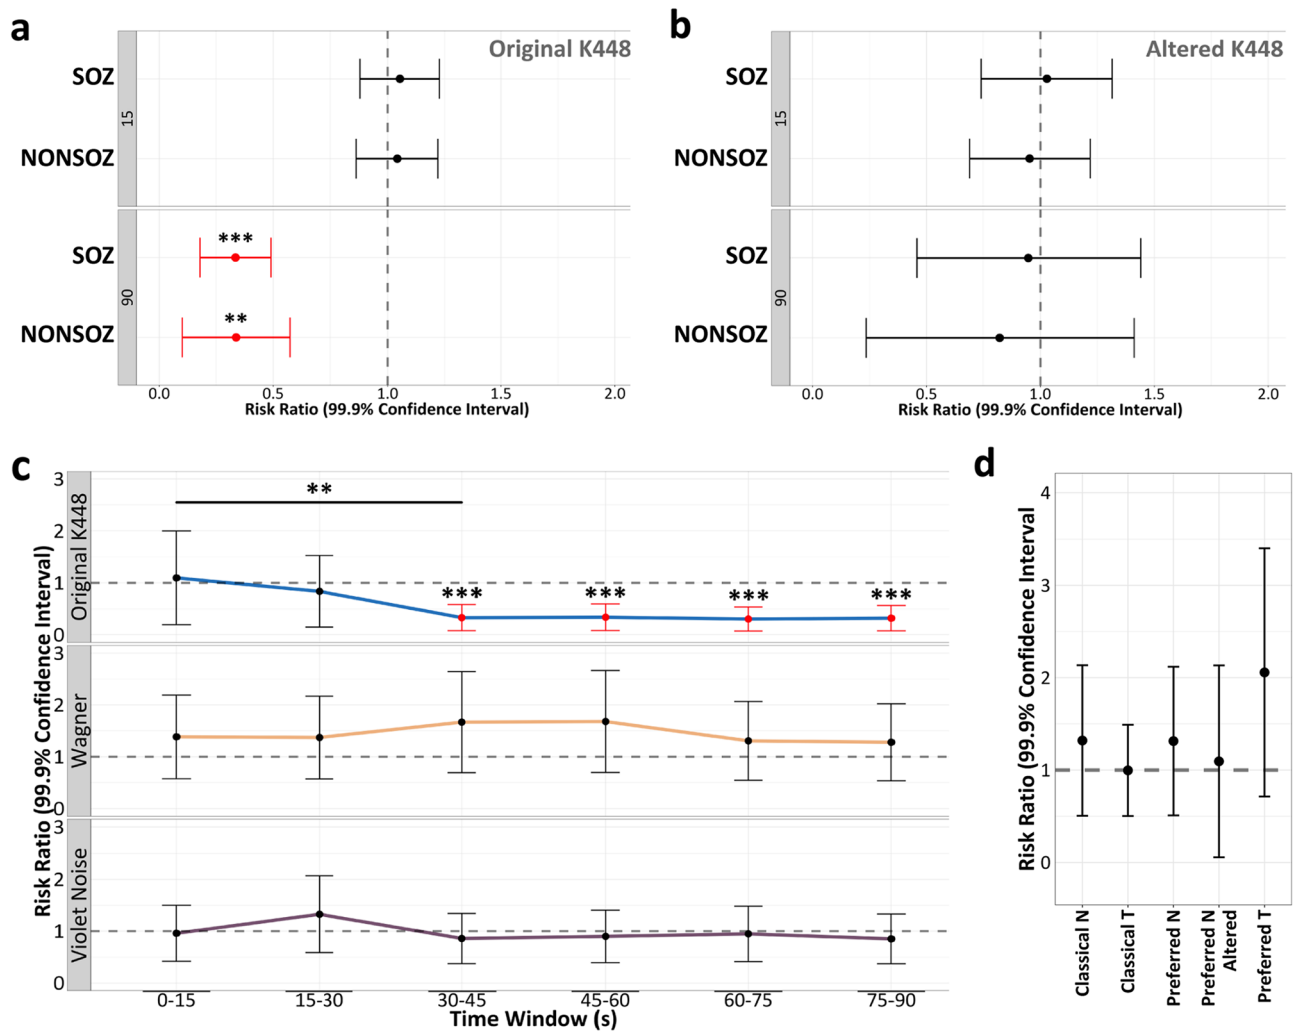 a
Original K448
SOZ
15
NONSOZ
***
SOZ
90
**
NONSOZ
0.0 0.5 1.0 1.5 2.0
Risk Ratio (99.9% Confidence Interval)
b
Altered K448
SOZ
15
NONSOZ
SOZ
90
NONSOZ
0.0 0.5 1.0 1.5 2.0
Risk Ratio (99.9% Confidence Interval)
c
Risk Ratio (99.9% Confidence Interval)
Original K448
3
2
1
0
**
*** *** *** ***
Wagner
3
2
1
0
Violet Noise
3
2
1
0
0-15 15-30 30-45 45-60 60-75 75-90
Time Window (s)
d
Risk Ratio (99.9% Confidence Interval
4
3
2
1
0
Classical N
Classical T
Preferred N
Preferred N
Altered
Preferred T